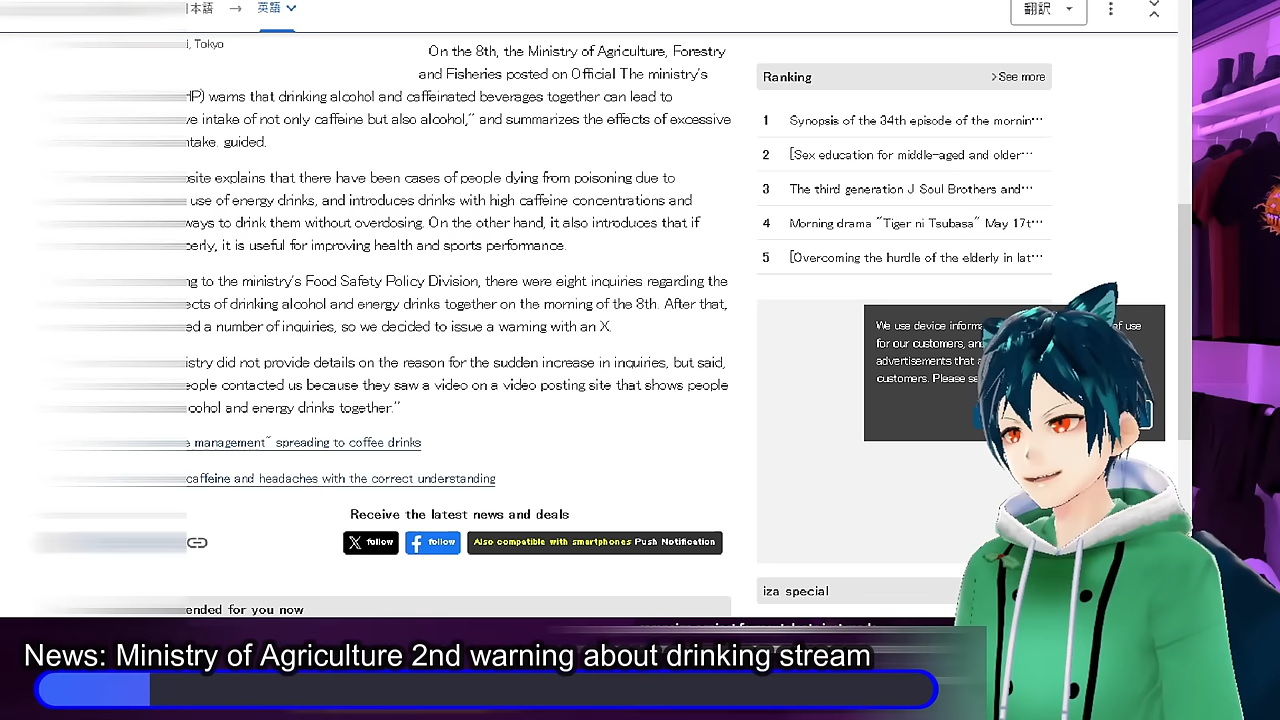 本語 → 英語
翻訳
i, Tokyo
On the 8th, the Ministry of Agriculture, Forestry
and Fisheries posted on Official The ministry's
HP) warns that drinking alcohol and caffeinated beverages together can lead to
ve intake of not only caffeine but also alcohol," and summarizes the effects of excessive
ntake. guided.
site explains that there have been cases of people dying from poisoning due to
use of energy drinks, and introduces drinks with high caffeine concentrations and
ways to drink them without overdosing. On the other hand, it also introduces that if
perly, it is useful for improving health and sports performance.
ng to the ministry's Food Safety Policy Division, there were eight inquiries regarding the
ects of drinking alcohol and energy drinks together on the morning of the 8th. After that,
ed a number of inquiries, so we decided to issue a warning with an X.
istry did not provide details on the reason for the sudden increase in inquiries, but said,
eople contacted us because they saw a video on a video posting site that shows people
cohol and energy drinks together."
e management" spreading to coffee drinks
caffeine and headaches with the correct understanding
Receive the latest news and deals
X follow
f follow
Also compatible with smartphones Push Notification
ended for you now
Ranking
>See more
1 Synopsis of the 34th episode of the mornin…
2 [Sex education for middle-aged and older…
3 The third generation J Soul Brothers and…
4 Morning drama "Tiger ni Tsubasa" May 17t…
5 [Overcoming the hurdle of the elderly in lat…
We use device informa of use
for our customers, an
advertisements that a
customers. Please se
iza special
News: Ministry of Agriculture 2nd warning about drinking stream